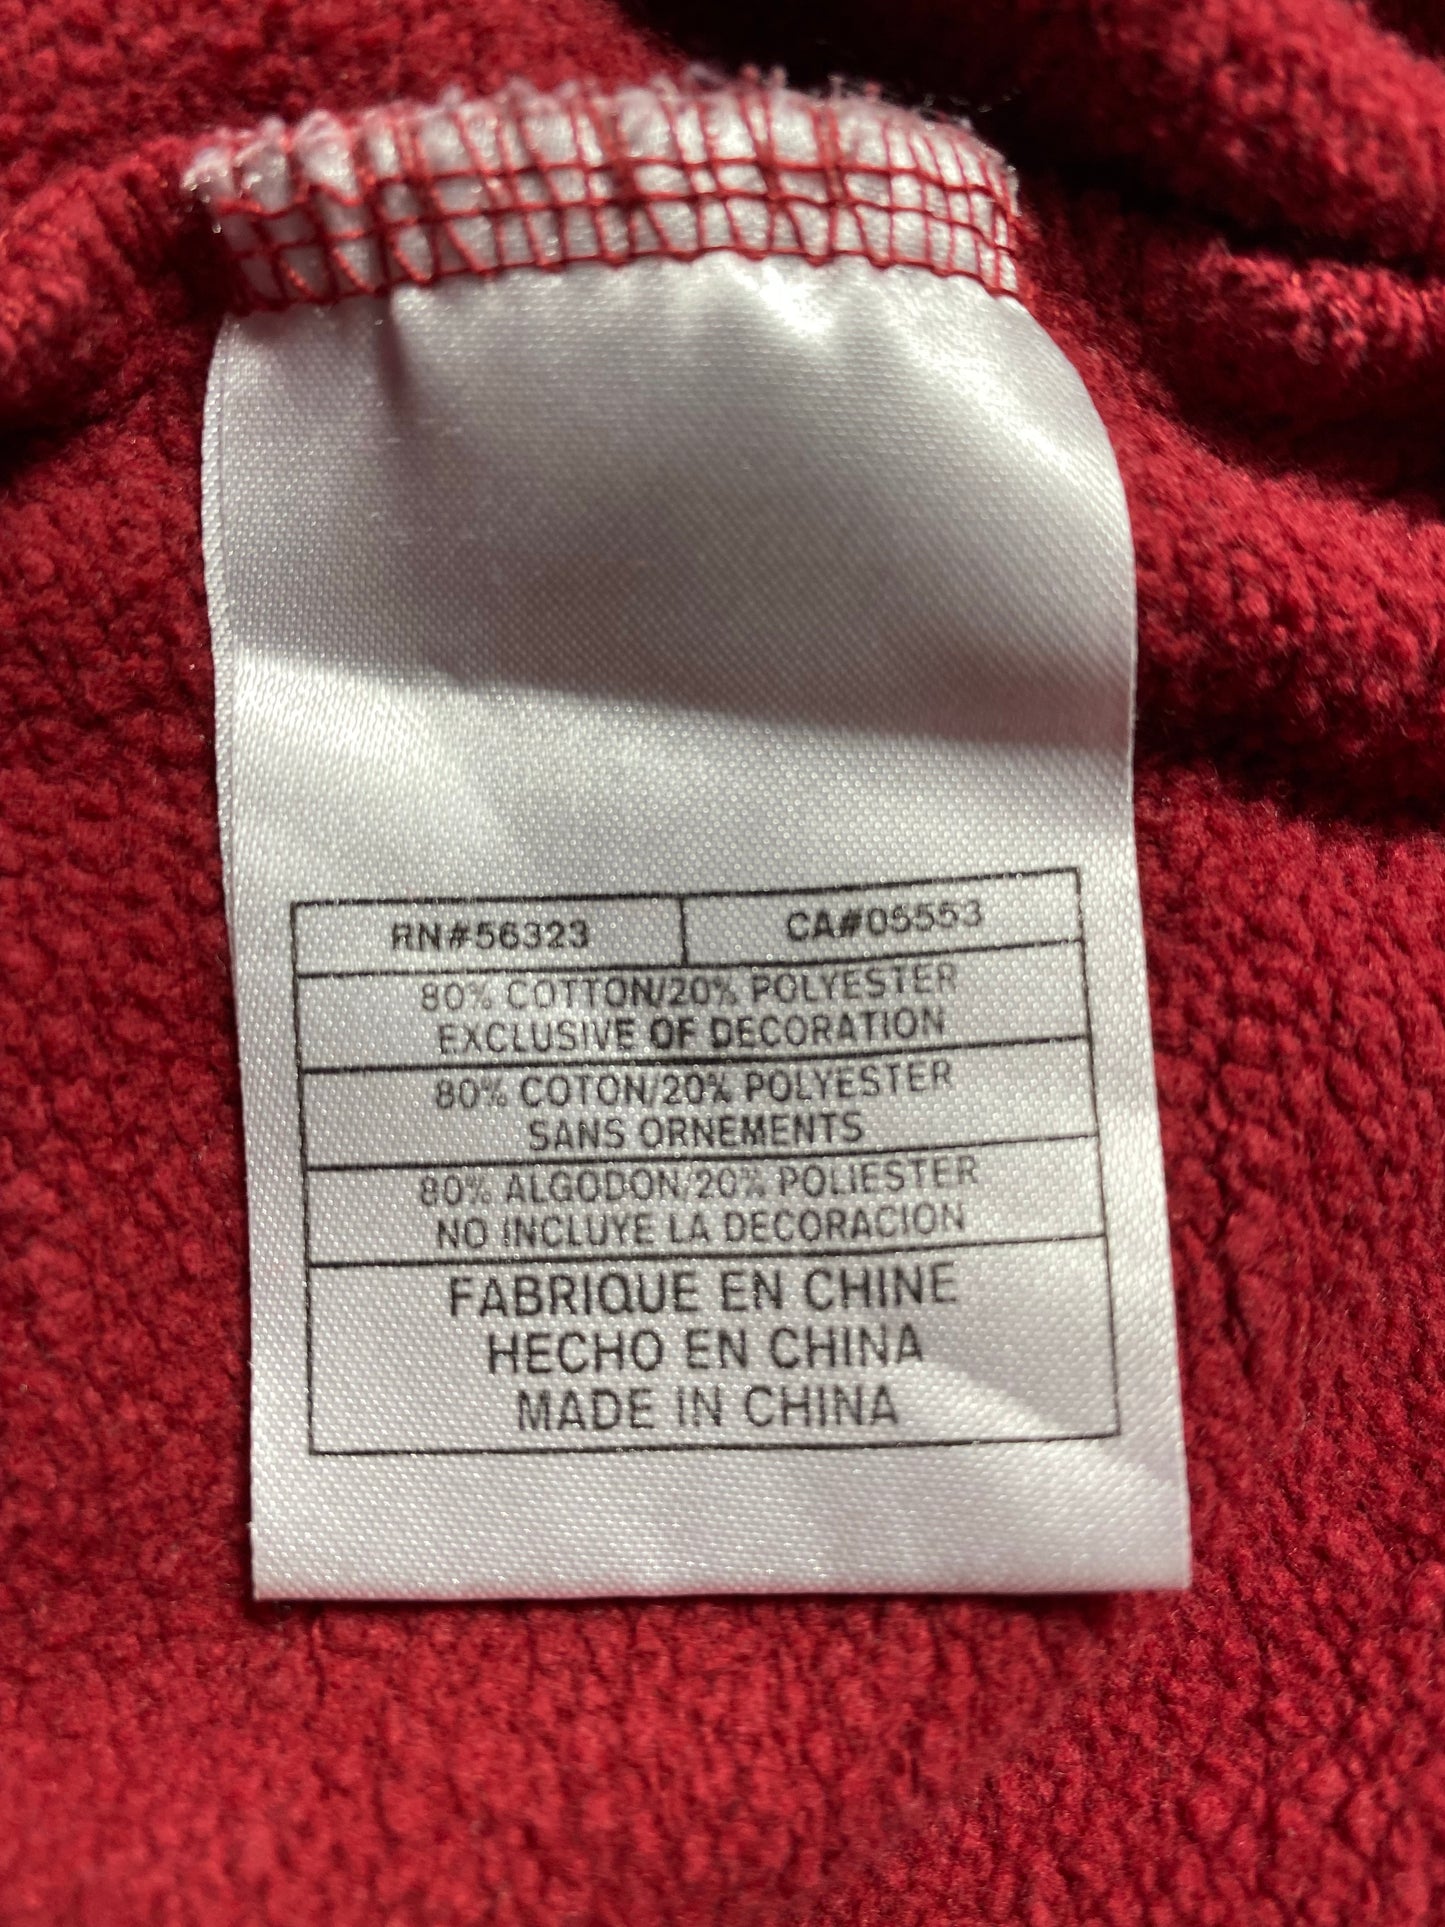 RN#56323 CA#05553
80% COTTON/20% POLYESTER
EXCLUSIVE OF DECORATION
80% COTON/20% POLYESTER
SANS ORNEMENTS
80% ALGODON/20% POLIESTER
NO INCLUYE LA DECORACION
FABRIQUE EN CHINE
HECHO EN CHINA
MADE IN CHINA